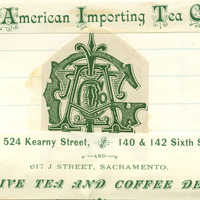 American Importing Tea C
524 Kearny Street, 140 & 142 Sixth S
AND
617 J STREET, SACRAMENTO,
IVE TEA AND COFFEE DE